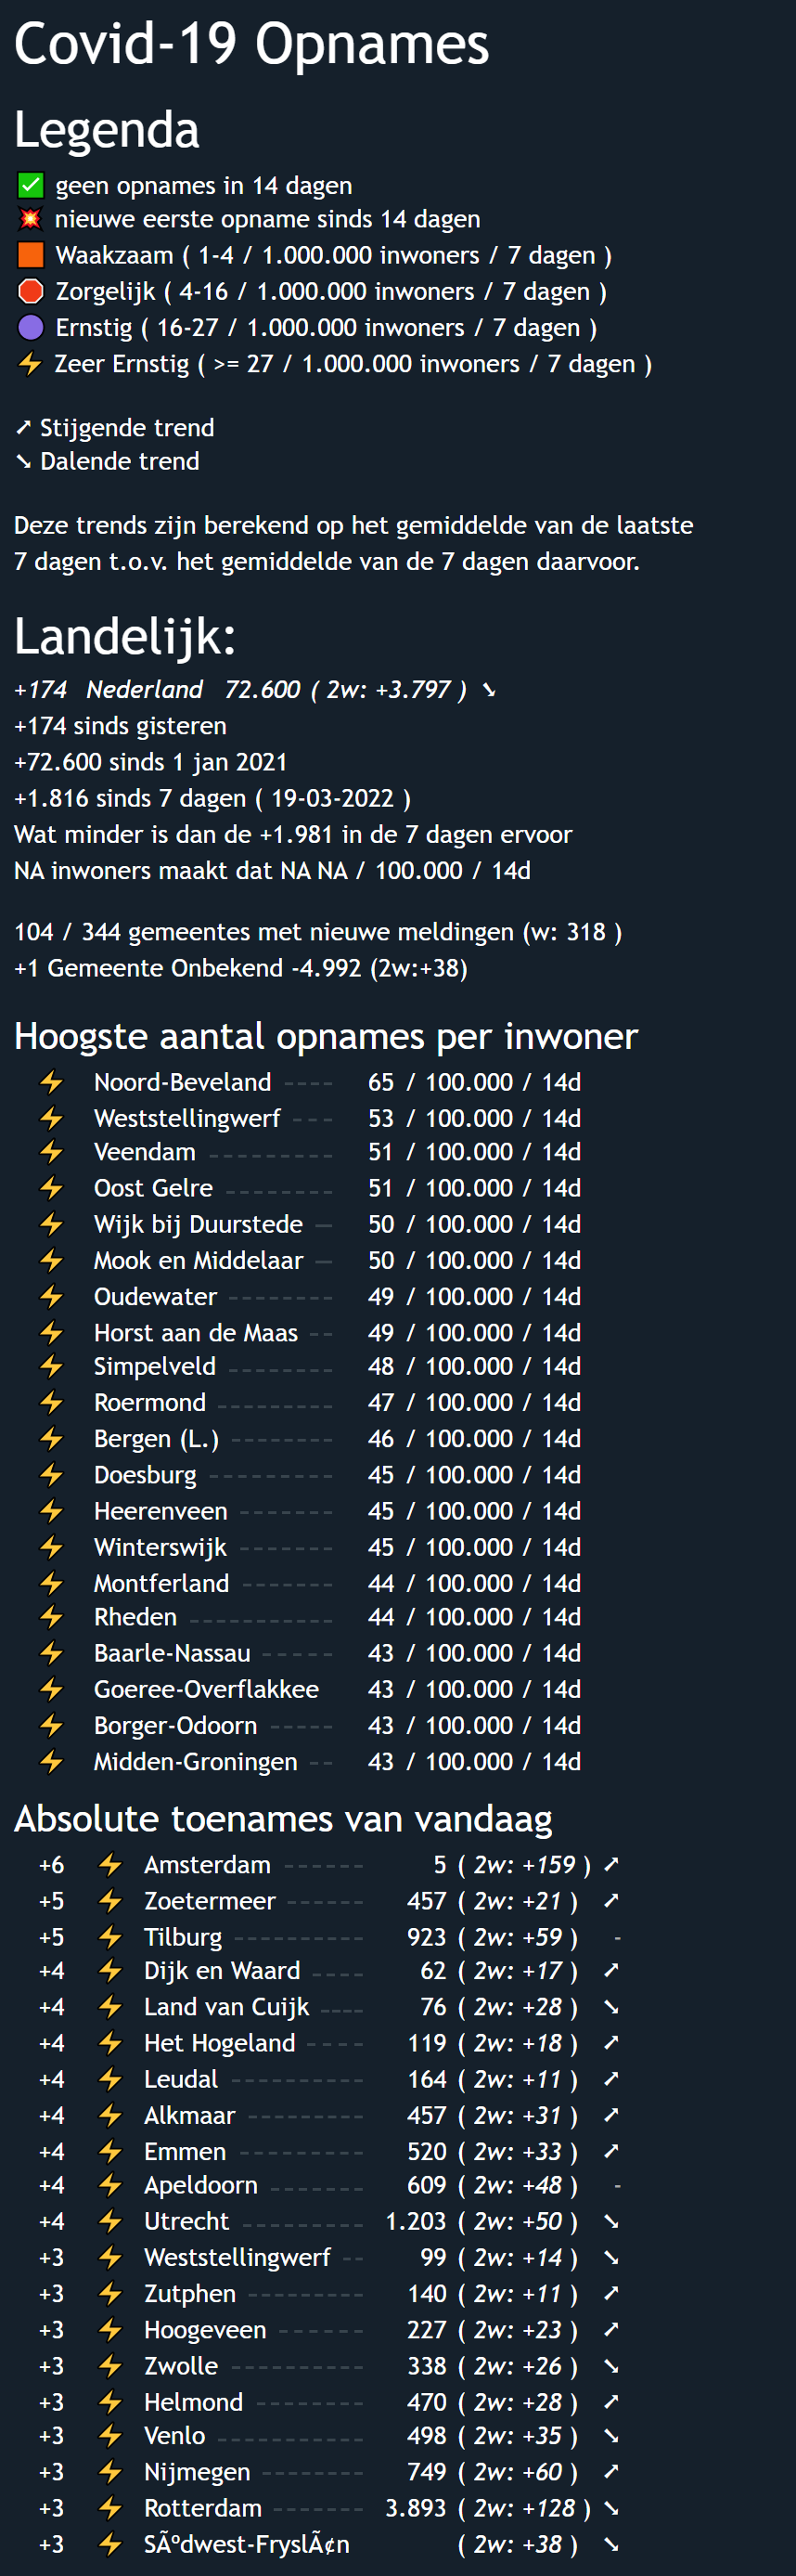 Covid-19 Opnames
Legenda
✅ geen opnames in 14 dagen
💥 nieuwe eerste opname sinds 14 dagen
🟧 Waakzaam ( 1-4 / 1.000.000 inwoners / 7 dagen )
🛑 Zorgelijk ( 4-16 / 1.000.000 inwoners / 7 dagen )
🟣 Ernstig ( 16-27 / 1.000.000 inwoners / 7 dagen )
⚡ Zeer Ernstig ( >= 27 / 1.000.000 inwoners / 7 dagen )
➚ Stijgende trend
➘ Dalende trend
Deze trends zijn berekend op het gemiddelde van de laatste
7 dagen t.o.v. het gemiddelde van de 7 dagen daarvoor.
Landelijk:
+174 Nederland 72.600 ( 2w: +3.797 ) ➘
+174 sinds gisteren
+72.600 sinds 1 jan 2021
+1.816 sinds 7 dagen ( 19-03-2022 )
Wat minder is dan de +1.981 in de 7 dagen ervoor
NA inwoners maakt dat NA NA / 100.000 / 14d
104 / 344 gemeentes met nieuwe meldingen (w: 318 )
+1 Gemeente Onbekend -4.992 (2w:+38)
Hoogste aantal opnames per inwoner
⚡ Noord-Beveland ---- 65 / 100.000 / 14d
⚡ Weststellingwerf --- 53 / 100.000 / 14d
⚡ Veendam --------- 51 / 100.000 / 14d
⚡ Oost Gelre -------- 51 / 100.000 / 14d
⚡ Wijk bij Duurstede — 50 / 100.000 / 14d
⚡ Mook en Middelaar — 50 / 100.000 / 14d
⚡ Oudewater -------- 49 / 100.000 / 14d
⚡ Horst aan de Maas -- 49 / 100.000 / 14d
⚡ Simpelveld -------- 48 / 100.000 / 14d
⚡ Roermond --------- 47 / 100.000 / 14d
⚡ Bergen (L.) -------- 46 / 100.000 / 14d
⚡ Doesburg --------- 45 / 100.000 / 14d
⚡ Heerenveen ------- 45 / 100.000 / 14d
⚡ Winterswijk ------- 45 / 100.000 / 14d
⚡ Montferland ------- 44 / 100.000 / 14d
⚡ Rheden ----------- 44 / 100.000 / 14d
⚡ Baarle-Nassau ----- 43 / 100.000 / 14d
⚡ Goeree-Overflakkee 43 / 100.000 / 14d
⚡ Borger-Odoorn ----- 43 / 100.000 / 14d
⚡ Midden-Groningen -- 43 / 100.000 / 14d
Absolute toenames van vandaag
+6 ⚡ Amsterdam ------ 5 ( 2w: +159 ) ➚
+5 ⚡ Zoetermeer ------ 457 ( 2w: +21 ) ➚
+5 ⚡ Tilburg ---------- 923 ( 2w: +59 ) -
+4 ⚡ Dijk en Waard ---- 62 ( 2w: +17 ) ➚
+4 ⚡ Land van Cuijk ---- 76 ( 2w: +28 ) ➘
+4 ⚡ Het Hogeland ---- 119 ( 2w: +18 ) ➚
+4 ⚡ Leudal ---------- 164 ( 2w: +11 ) ➚
+4 ⚡ Alkmaar --------- 457 ( 2w: +31 ) ➚
+4 ⚡ Emmen --------- 520 ( 2w: +33 ) ➚
+4 ⚡ Apeldoorn ------- 609 ( 2w: +48 ) -
+4 ⚡ Utrecht --------- 1.203 ( 2w: +50 ) ➘
+3 ⚡ Weststellingwerf -- 99 ( 2w: +14 ) ➘
+3 ⚡ Zutphen --------- 140 ( 2w: +11 ) ➚
+3 ⚡ Hoogeveen ------ 227 ( 2w: +23 ) ➚
+3 ⚡ Zwolle ---------- 338 ( 2w: +26 ) ➘
+3 ⚡ Helmond -------- 470 ( 2w: +28 ) ➚
+3 ⚡ Venlo ----------- 498 ( 2w: +35 ) ➘
+3 ⚡ Nijmegen -------- 749 ( 2w: +60 ) ➚
+3 ⚡ Rotterdam ------- 3.893 ( 2w: +128 ) ➘
+3 ⚡ SÃºdwest-FryslÃ¢n ( 2w: +38 ) ➘